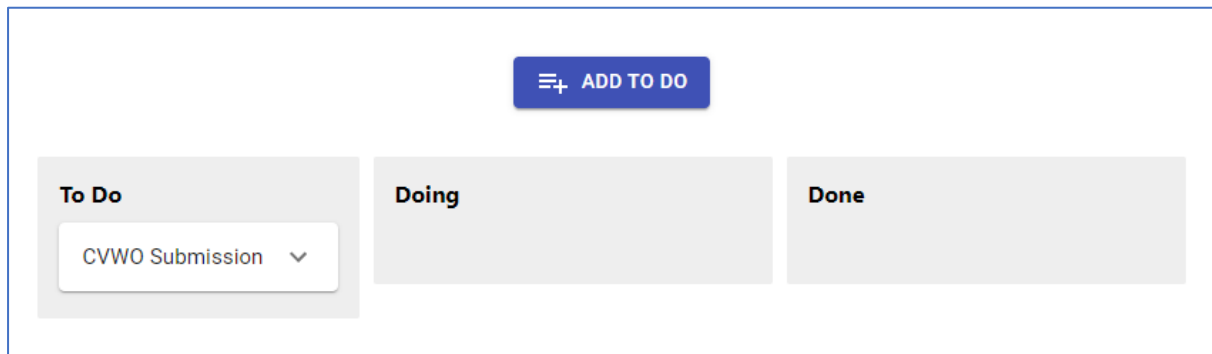 ADD TO DO
To Do
Doing
Done
CVWO Submission